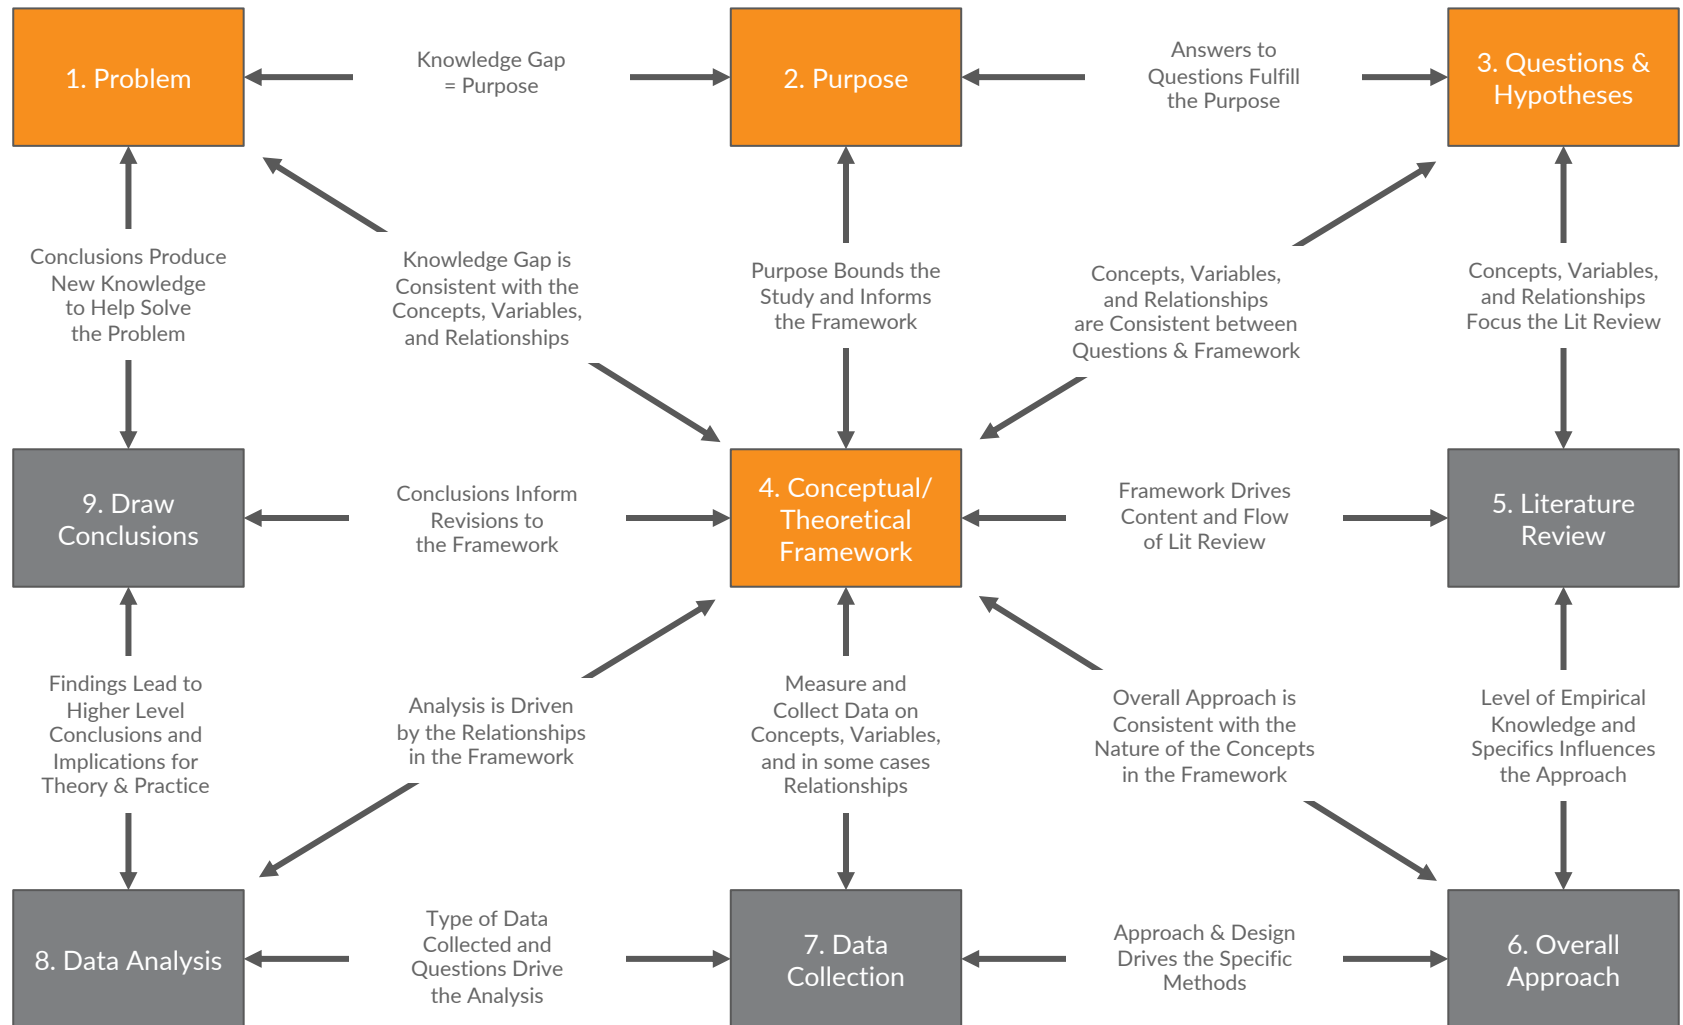 1. Problem
Knowledge Gap
= Purpose
2. Purpose
Answers to
Questions Fulfill
the Purpose
3. Questions &
Hypotheses
Conclusions Produce
New Knowledge
to Help Solve
the Problem
Knowledge Gap is
Consistent with the
Concepts, Variables,
and Relationships
Purpose Bounds the
Study and Informs
the Framework
Concepts, Variables,
and Relationships
are Consistent between
Questions & Framework
Concepts, Variables,
and Relationships
Focus the Lit Review
9. Draw
Conclusions
Conclusions Inform
Revisions to
the Framework
4. Conceptual/
Theoretical
Framework
Framework Drives
Content and Flow
of Lit Review
5. Literature
Review
Findings Lead to
Higher Level
Conclusions and
Implications for
Theory & Practice
Analysis is Driven
by the Relationships
in the Framework
Measure and
Collect Data on
Concepts, Variables,
and in some cases
Relationships
Overall Approach is
Consistent with the
Nature of the Concepts
in the Framework
Level of Empirical
Knowledge and
Specifics Influences
the Approach
8. Data Analysis
Type of Data
Collected and
Questions Drive
the Analysis
7. Data
Collection
Approach & Design
Drives the Specific
Methods
6. Overall
Approach